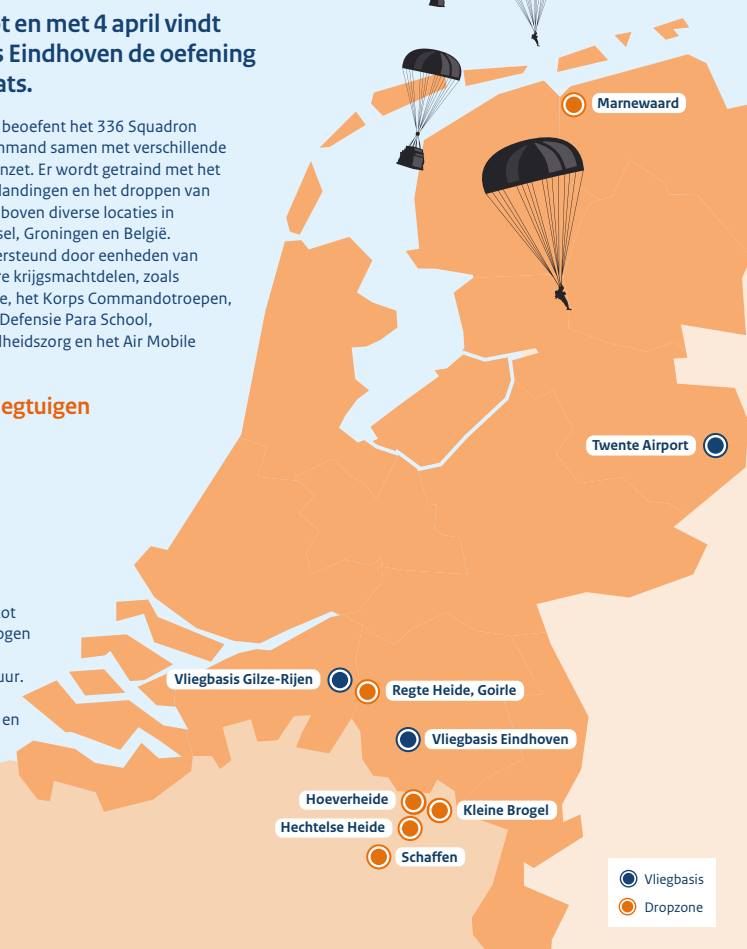 t en met 4 april vindt
s Eindhoven de oefening
ats.
beoefent het 336 Squadron
mmand samen met verschillende
nzet. Er wordt getraind met het
landingen en het droppen van
boven diverse locaties in
sel, Groningen en België.
ersteund door eenheden van
re krijgsmachtdelen, zoals
e, het Korps Commandotroepen,
Defensie Para School,
dheidszorg en het Air Mobile
egtuigen
ot
ogen
uur.
en
Marnewaard
Twente Airport
Vliegbasis Gilze-Rijen
Regte Heide, Goirle
Vliegbasis Eindhoven
Hoeverheide
Kleine Brogel
Hechtelse Heide
Schaffen
Vliegbasis
Dropzone